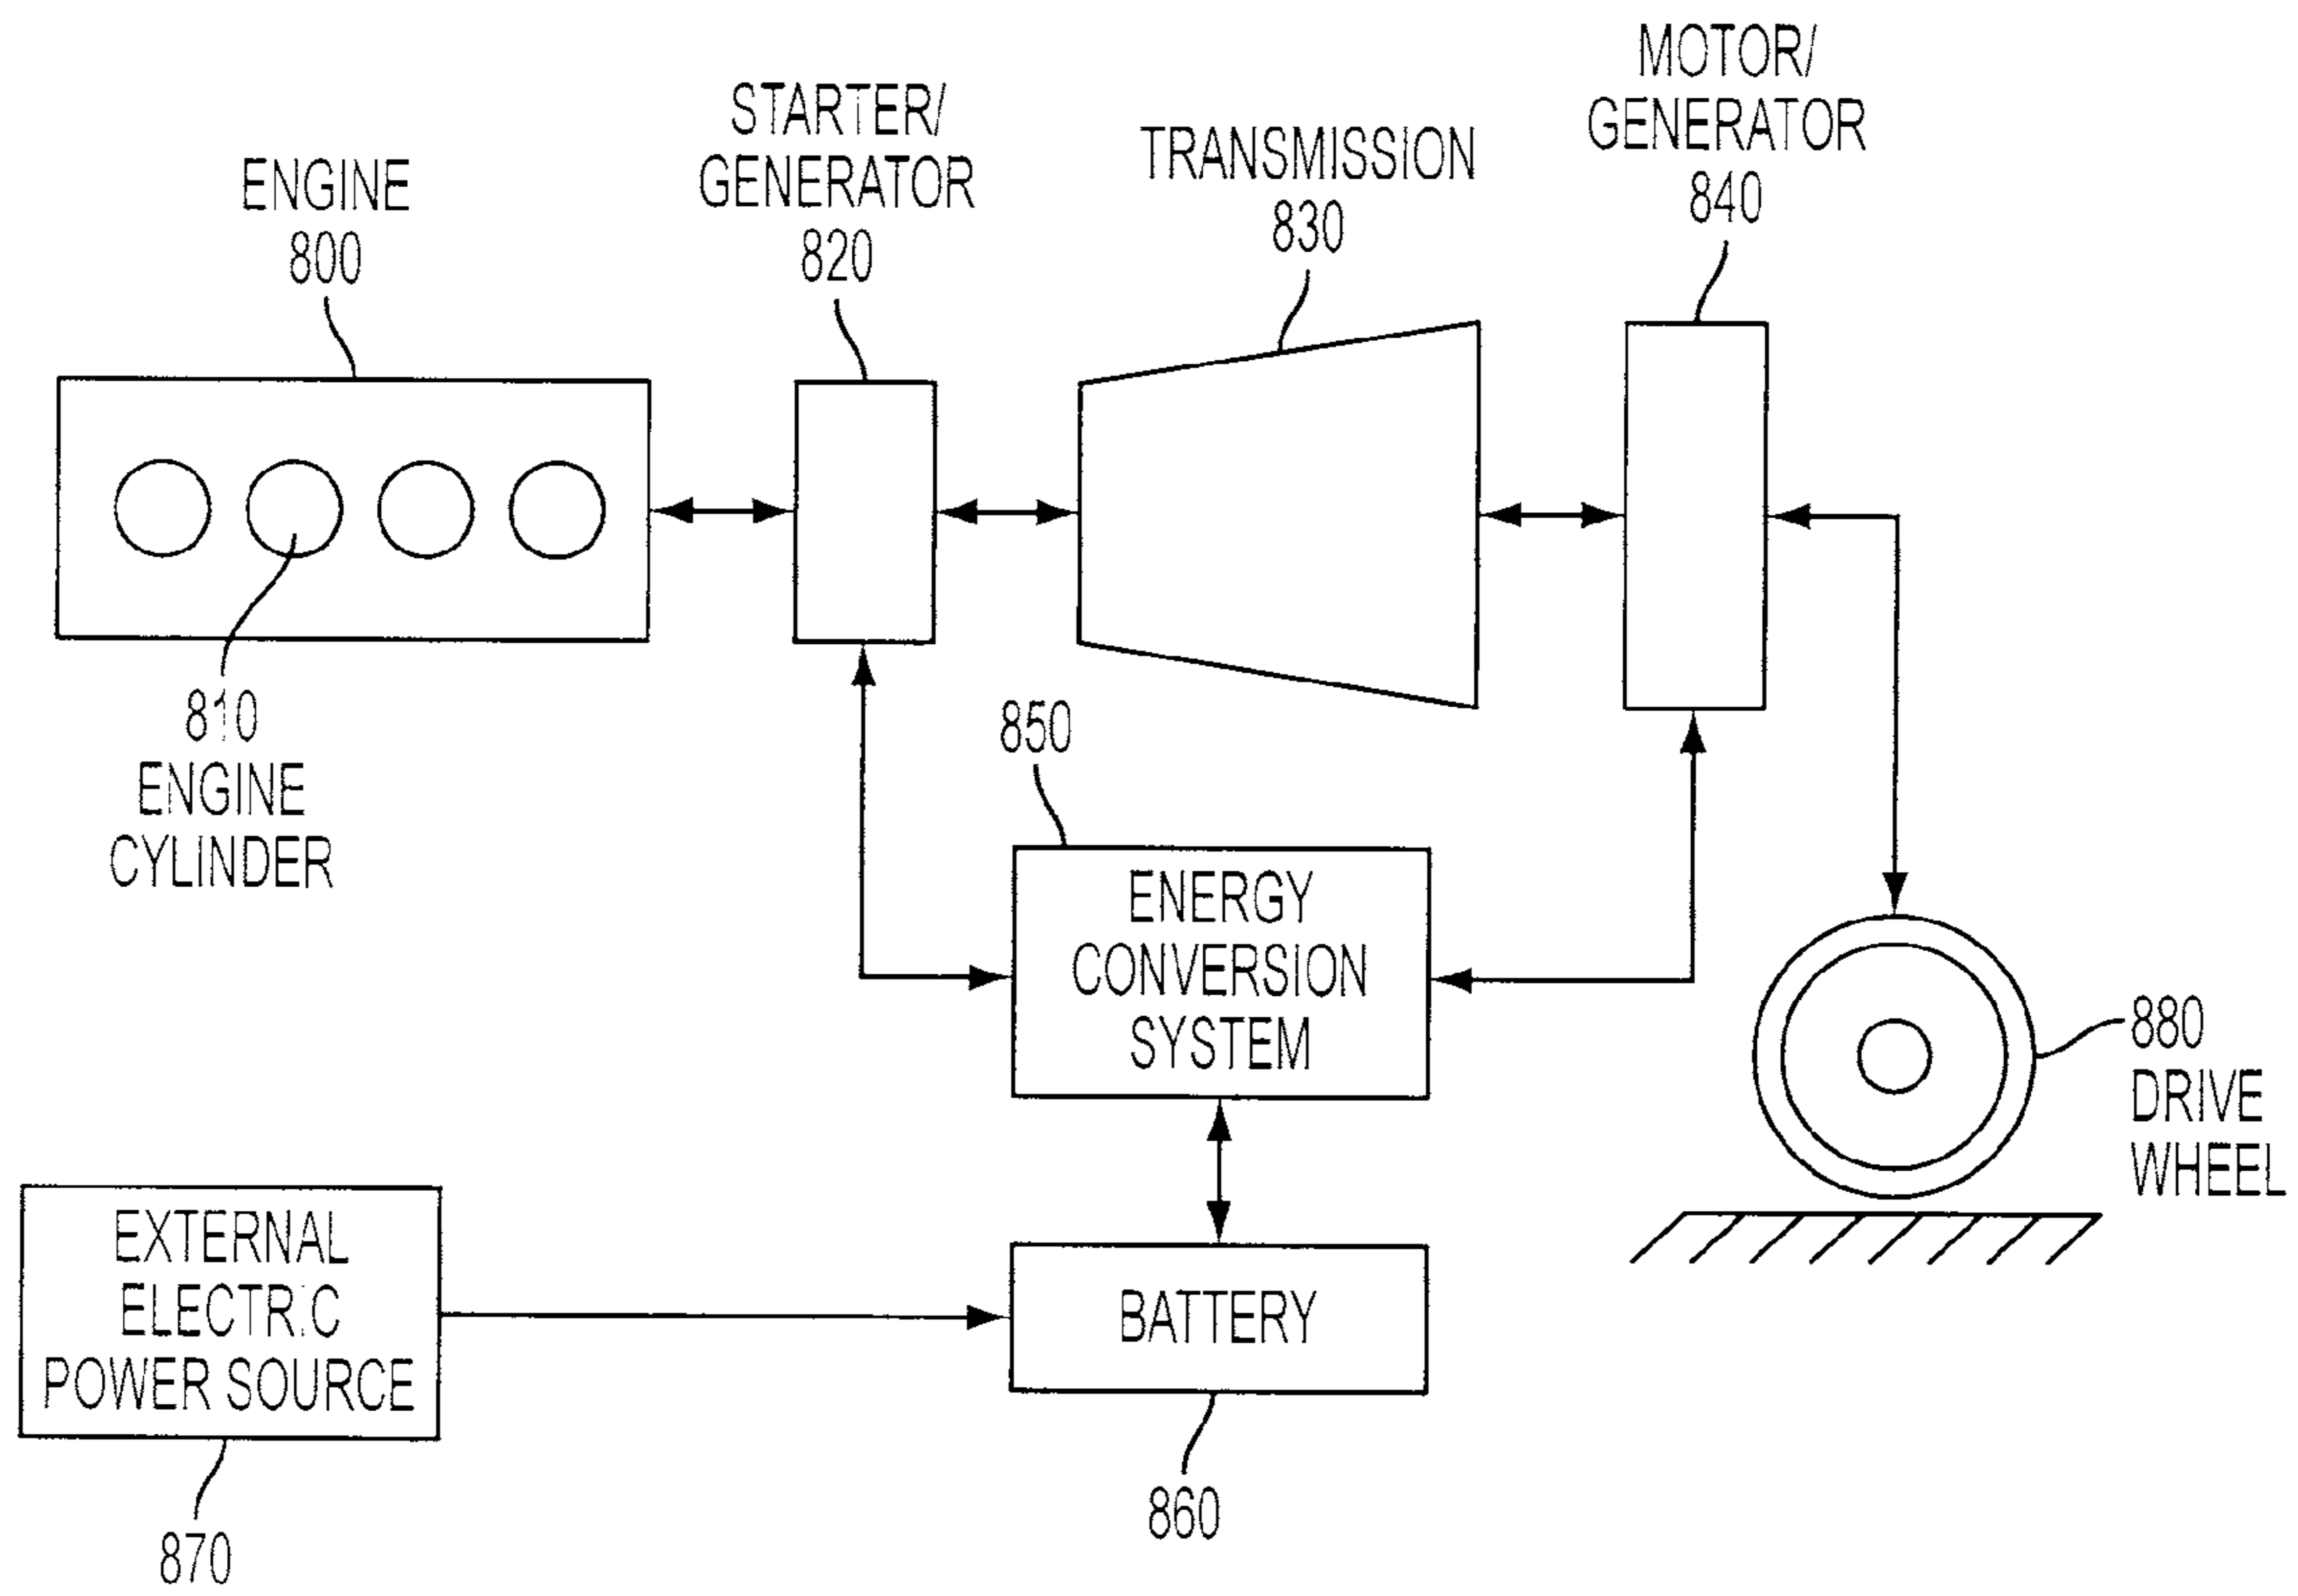 MOTOR/
GENERATOR
840
STARTER/
GENERATOR
820
TRANSMISSION
830
ENGINE
800
810
ENGINE
CYLINDER
850
ENERGY
CONVERSION
SYSTEM
880
DRIVE
WHEEL
EXTERNAL
ELECTRIC
POWER SOURCE
BATTERY
860
870